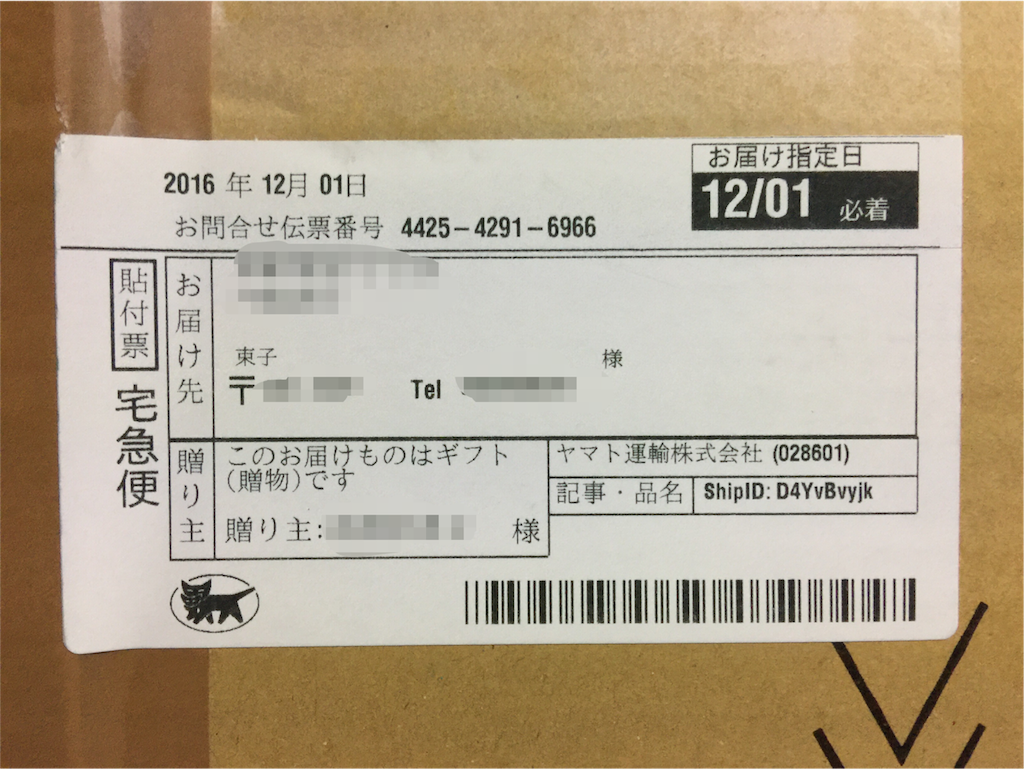 お届け指定日
2016 年 12月 01日
12/01 必着
お問合せ伝票番号 4425-4291-6966
貼付票
宅急便
お届け先
東子 様
〒 Tel
贈り主
このお届けものはギフト
(贈物)です
贈り主: 様
ヤマト運輸株式会社 (028601)
記事・品名 ShipID: D4YvBvyjk